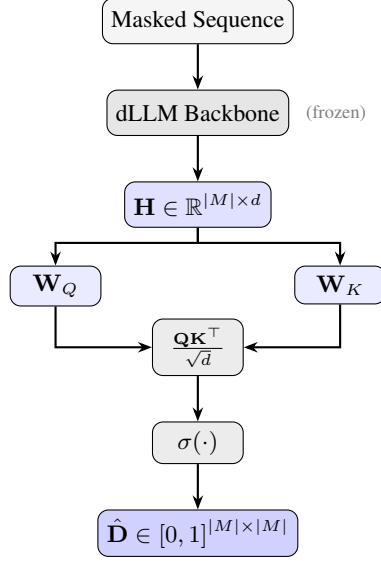 Masked Sequence
dLLM Backbone (frozen)
𝐇 ∈ ℝ^{|M|×d}
𝐖_Q 𝐖_K
𝐐𝐊^⊤ / √d
σ(·)
𝐃̂ ∈ [0, 1]^{|M|×|M|}